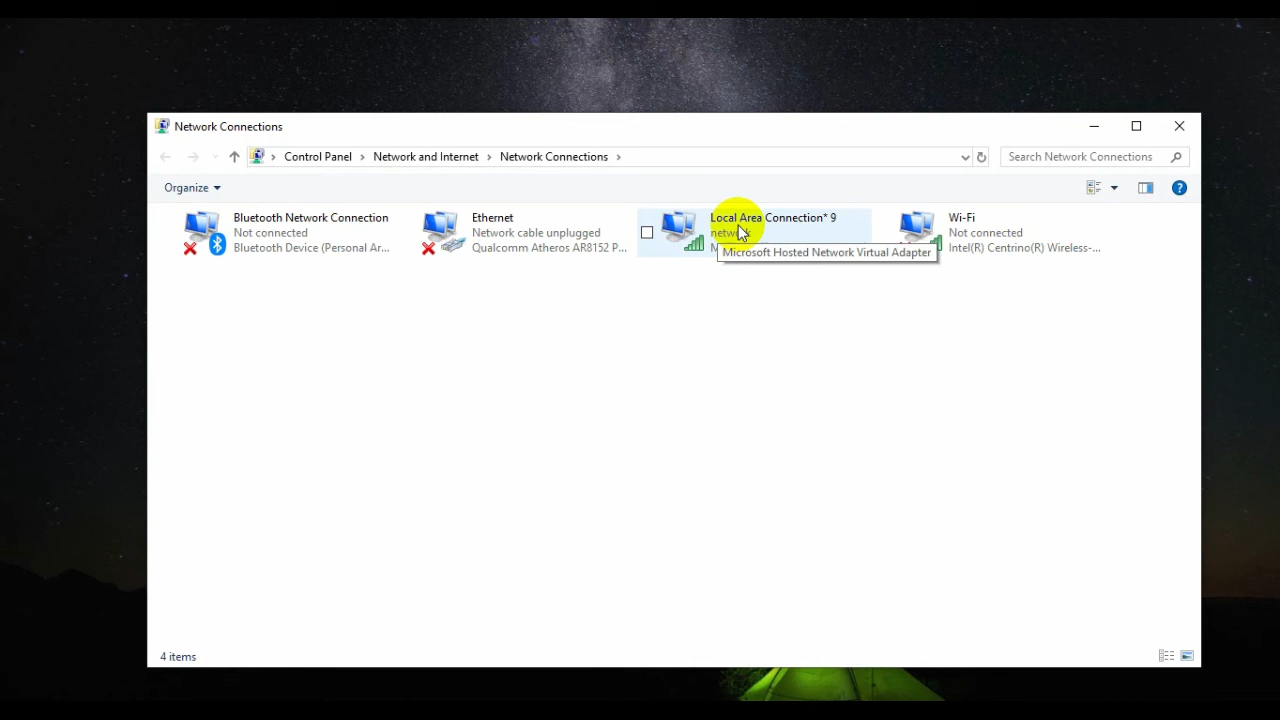 Network Connections
Control Panel
Network and Internet
Network Connections
Search Network Connections
Organize
Bluetooth Network Connection
Not connected
Bluetooth Device (Personal Ar...
Ethernet
Network cable unplugged
Qualcomm Atheros AR8152 P...
Local Area Connection* 9
network
Microsoft Hosted Network Virtual Adapter
Wi-Fi
Not connected
Intel(R) Centrino(R) Wireless-...
4 items